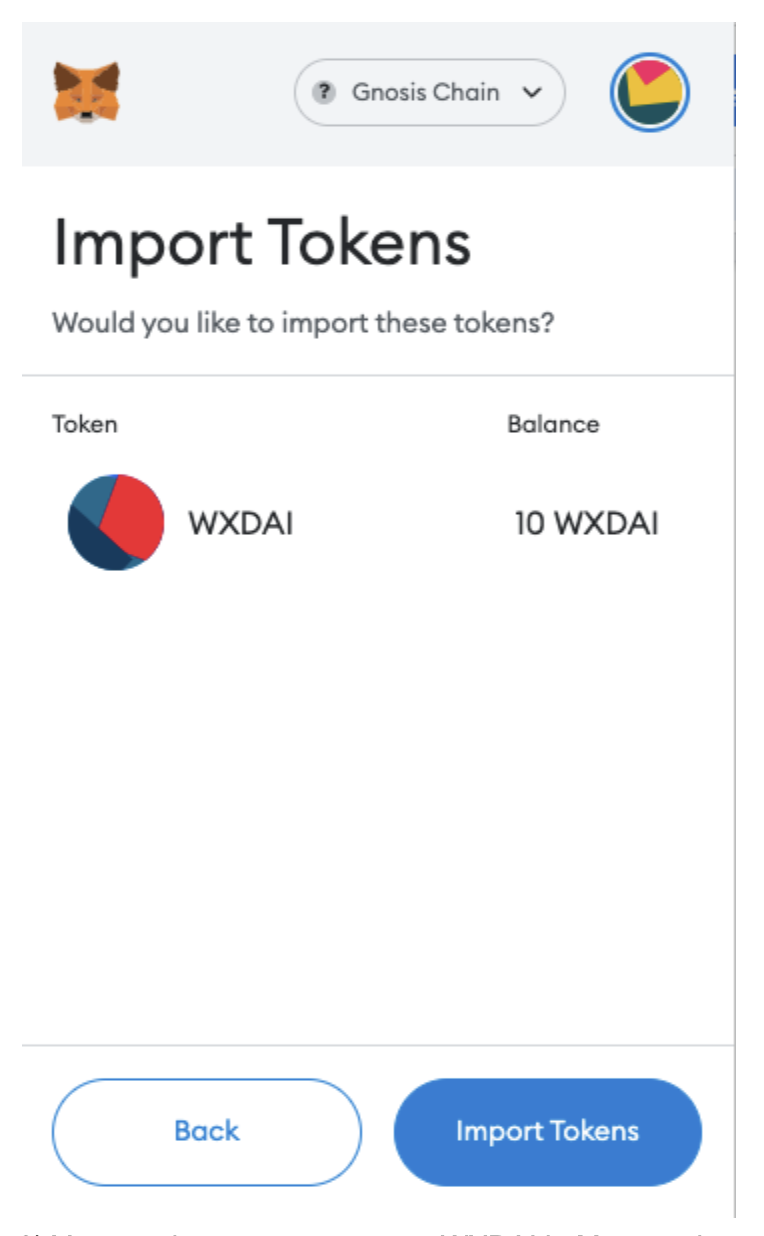 ? Gnosis Chain
Import Tokens
Would you like to import these tokens?
Token Balance
WXDAI 10 WXDAI
Back Import Tokens